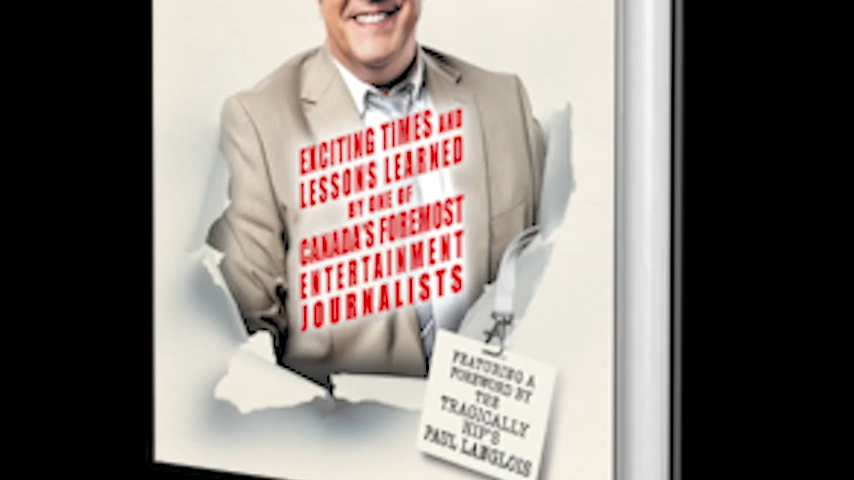 EXCITING TIMES AND
LESSONS LEARNED
BY ONE OF
CANADA'S FOREMOST
ENTERTAINMENT
JOURNALISTS
FEATURING A
FOREWORD BY
THE
TRAGICALLY
HIP'S
PAUL LANGLOIS